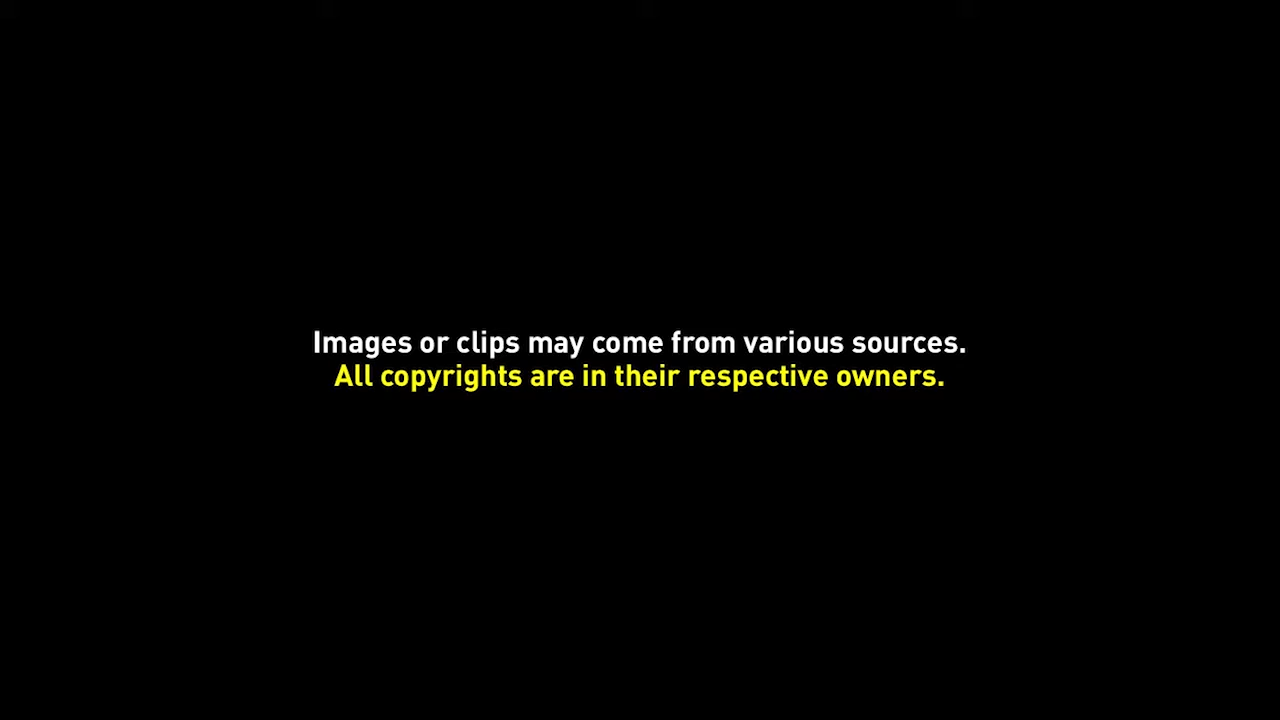 Images or clips may come from various sources.
All copyrights are in their respective owners.